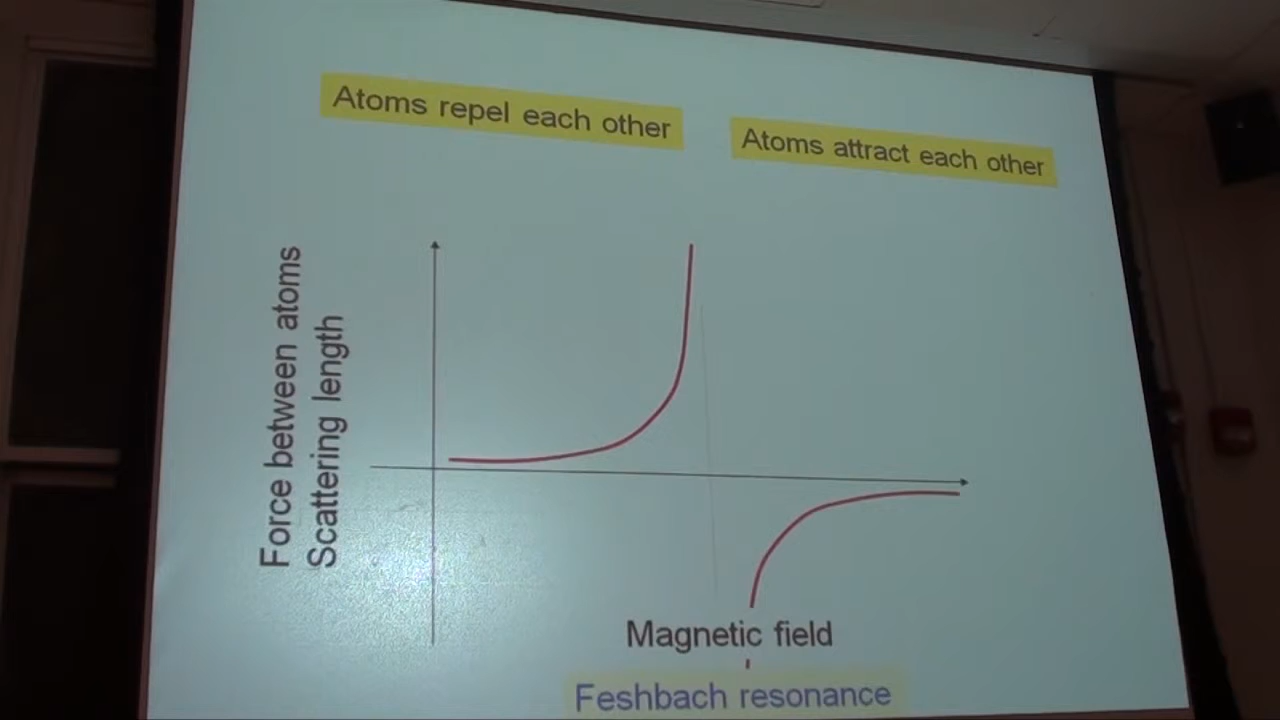 Atoms repel each other
Atoms attract each other
Force between atoms
Scattering length
Magnetic field
Feshbach resonance